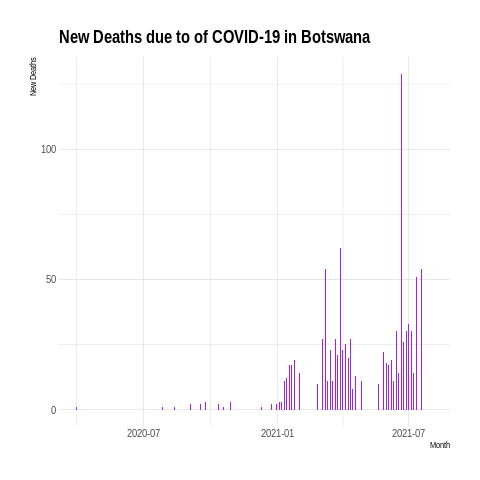 New Deaths due to of COVID-19 in Botswana
New Deaths
100
50
0
2020-07
2021-01
2021-07
Month